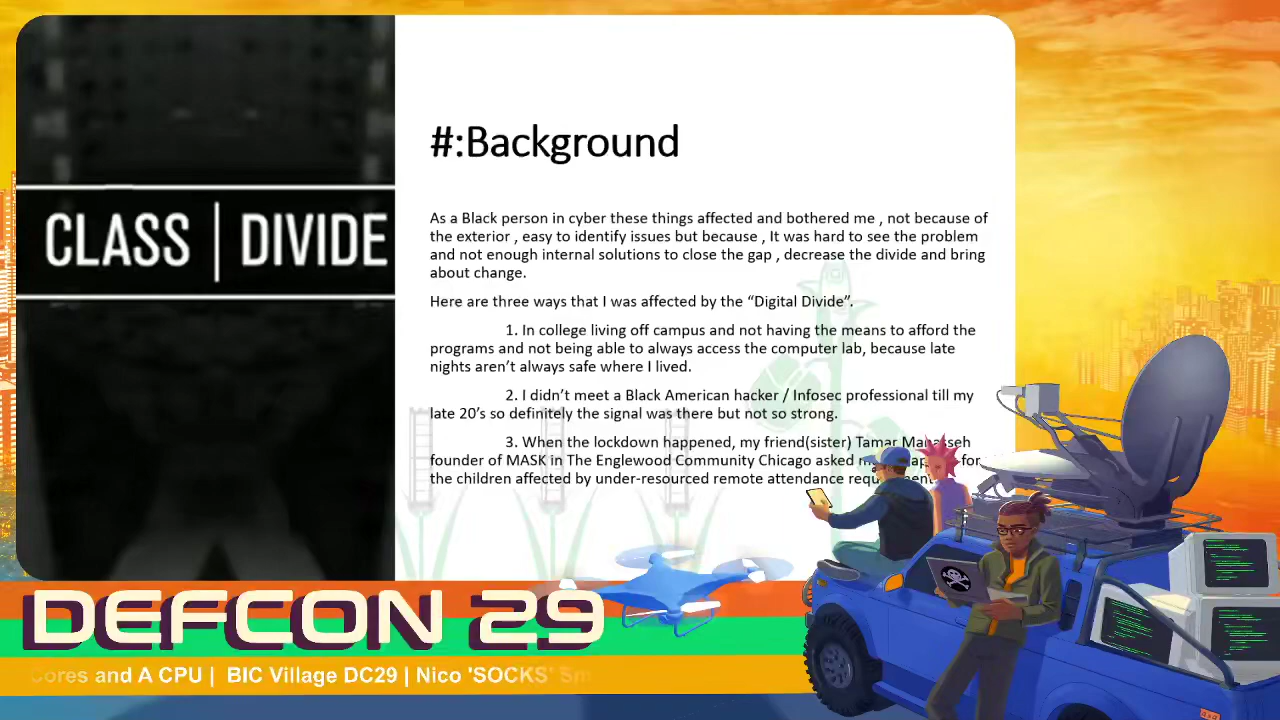 CLASS | DIVIDE
#:Background
As a Black person in cyber these things affected and bothered me , not because of
the exterior , easy to identify issues but because , It was hard to see the problem
and not enough internal solutions to close the gap , decrease the divide and bring
about change.
Here are three ways that I was affected by the “Digital Divide”.
1. In college living off campus and not having the means to afford the
programs and not being able to always access the computer lab, because late
nights aren’t always safe where I lived.
2. I didn’t meet a Black American hacker / Infosec professional till my
late 20’s so definitely the signal was there but not so strong.
3. When the lockdown happened, my friend(sister) Tamar
founder of MASK in The Englewood Community Chicago asked for
the children affected by under-resourced remote attendance
DEFCON 29
Cores and A CPU | BIC Village DC29 | Nico 'SOCKS'